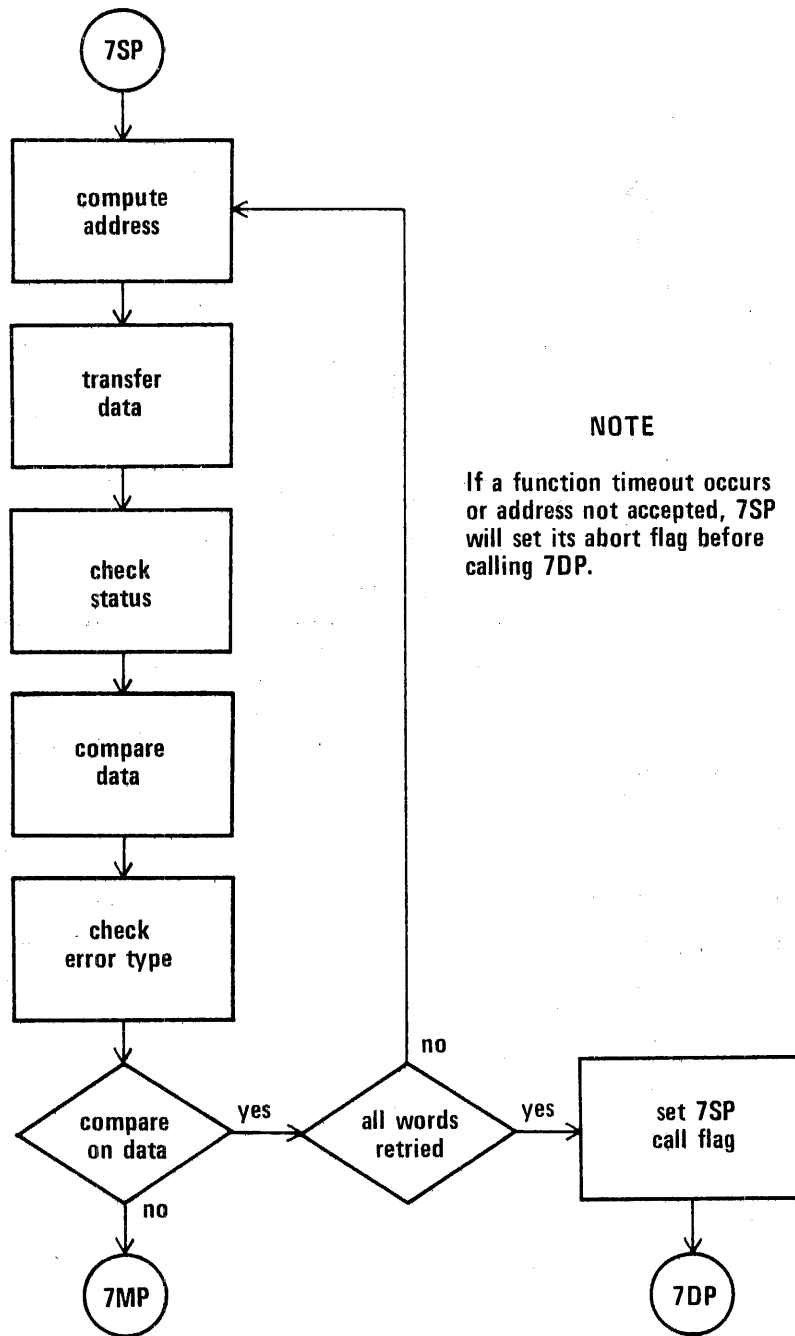 7SP
compute
address
transfer
data
NOTE
If a function timeout occurs
or address not accepted, 7SP
will set its abort flag before
calling 7DP.
check
status
compare
data
check
error type
no
compare
on data
yes
all words
retried
yes
set 7SP
call flag
no
7MP
7DP